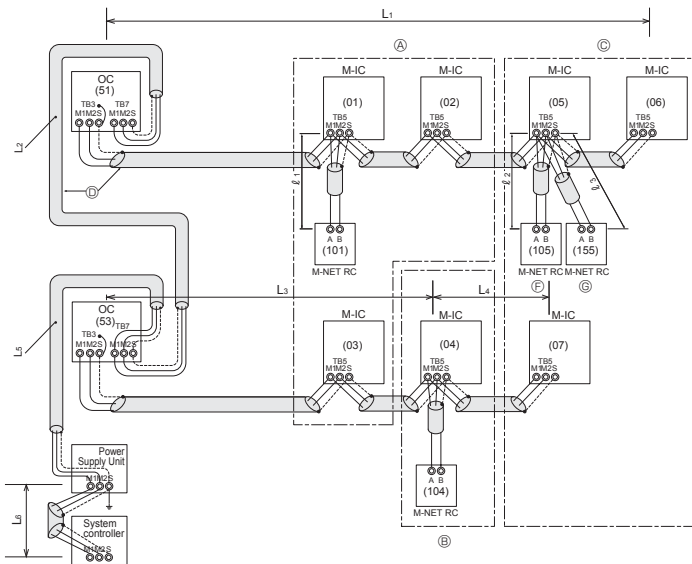 L1
Ⓐ
Ⓒ
OC
(51)
TB3
TB7
M1M2S
M1M2S
M-IC
(01)
TB5
M1M2S
M-IC
(02)
TB5
M1M2S
M-IC
(05)
TB5
M1M2S
M-IC
(06)
TB5
M1M2S
L2
Ⓓ
ℓ1
ℓ2
ℓ3
A B
(101)
M-NET RC
A B
(105)
M-NET RC
Ⓕ
A B
(155)
M-NET RC
Ⓖ
L3
L4
OC
(53)
TB3
TB7
M1M2S
M1M2S
L5
M-IC
(03)
TB5
M1M2S
M-IC
(04)
TB5
M1M2S
M-IC
(07)
TB5
M1M2S
A B
(104)
M-NET RC
Ⓑ
Power
Supply Unit
M1M2S
L6
System
controller
M1M2S